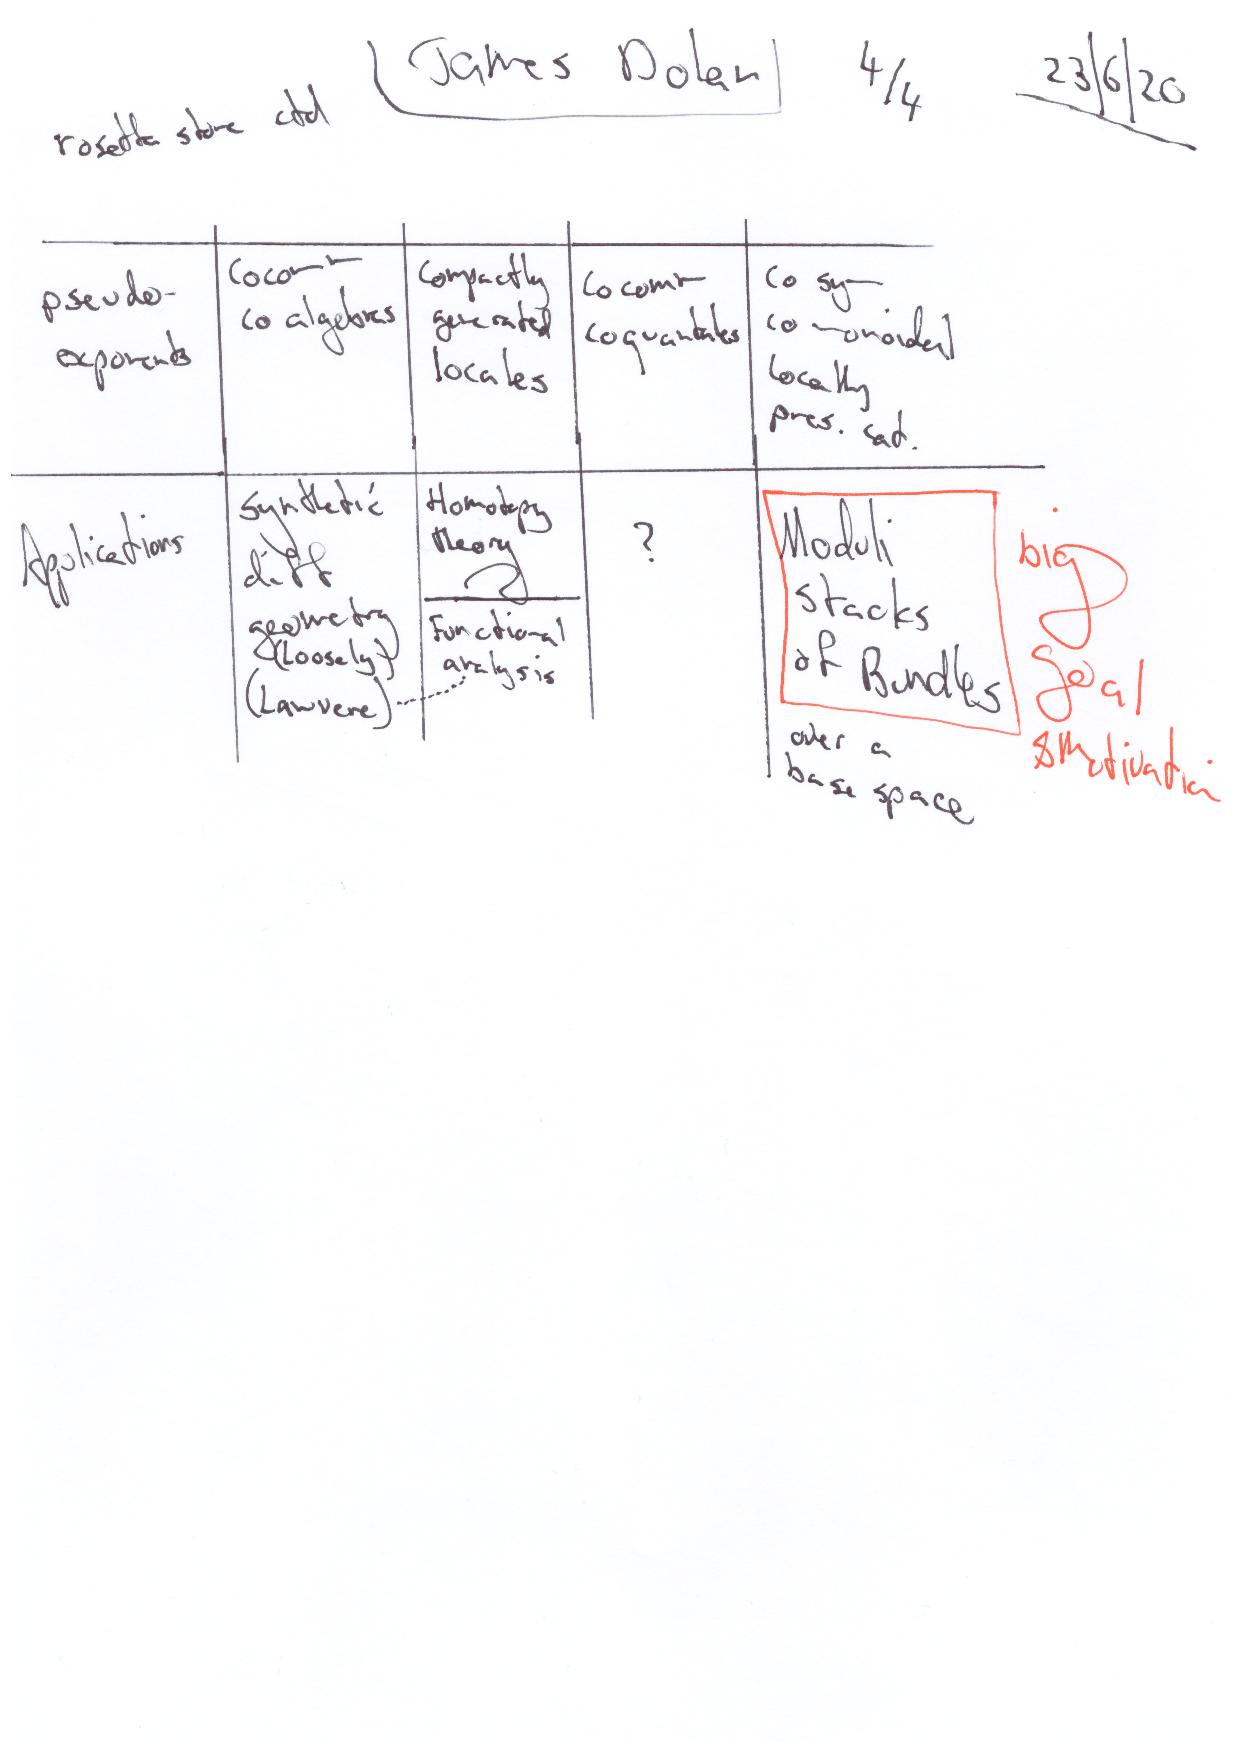 James Dolan 4/4 23/6/20
rosetta stone ctd
pseudo-
exponents
cocomm
coalgebras
Compactly
generated
locales
cocomm
coquantales
co sym
co monoidal
locally
pres. cat.
Applications
Synthetic
diff
geometry
(Loosely)
(Lawvere)
Homotopy
theory
Functional
analysis
?
Moduli
stacks
of Bundles
over a
base space
big
goal
& Motivation